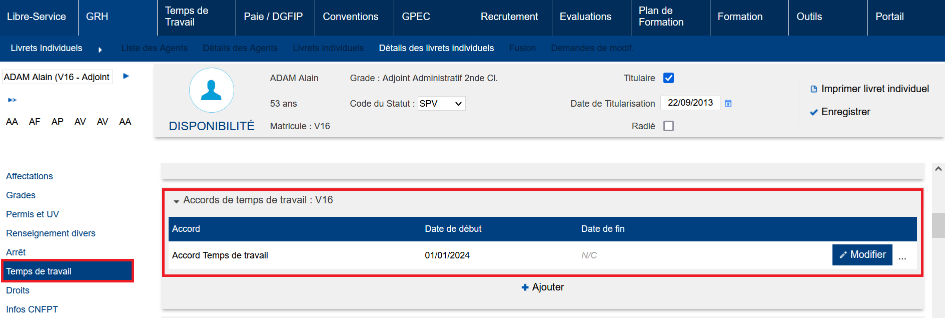 Libre-Service GRH Temps de Travail Paie / DGFIP Conventions GPEC Recrutement Evaluations Plan de Formation Formation Outils Portail
Livrets Individuels Liste des Agents Détails des Agents Livrets Individuels Détails des livrets individuels Fusion Demandes de modif.
ADAM Alain (V16 - Adjoint
AA AF AP AV AV AA
ADAM Alain Grade : Adjoint Administratif 2nde Cl. Titulaire
53 ans Code du Statut : SPV Date de Titularisation 22/09/2013
DISPONIBILITÉ Matricule : V16 Radié
Imprimer livret individuel
Enregistrer
Affectations
Grades
Permis et UV
Renseignement divers
Arrêt
Temps de travail
Droits
Infos CNFPT
Accords de temps de travail : V16
Accord Date de début Date de fin
Accord Temps de travail 01/01/2024 N/C Modifier ...
Ajouter